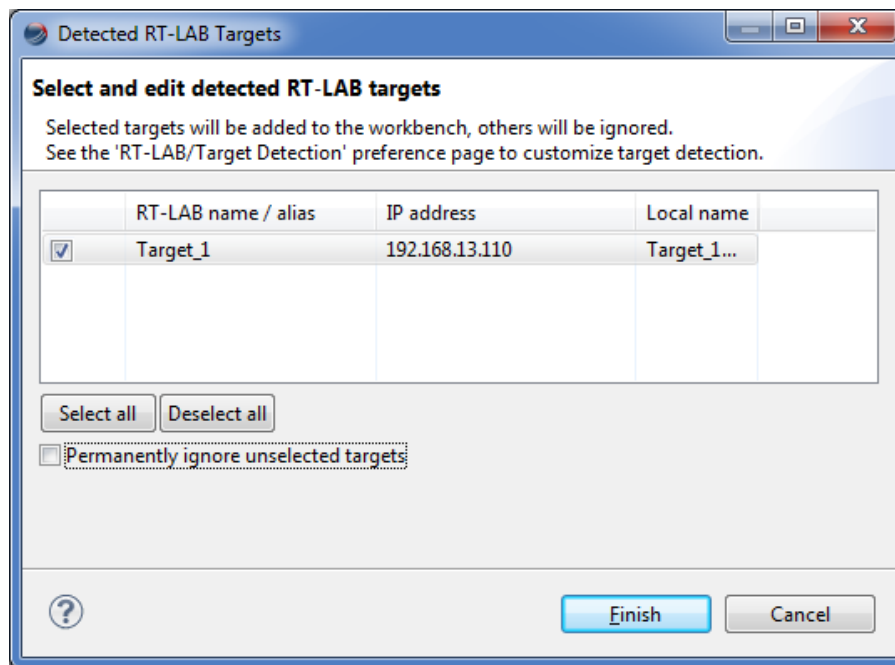 Detected RT-LAB Targets
Select and edit detected RT-LAB targets
Selected targets will be added to the workbench, others will be ignored.
See the 'RT-LAB/Target Detection' preference page to customize target detection.
RT-LAB name / alias IP address Local name
Target_1 192.168.13.110 Target_1...
Select all Deselect all
Permanently ignore unselected targets
? Finish Cancel